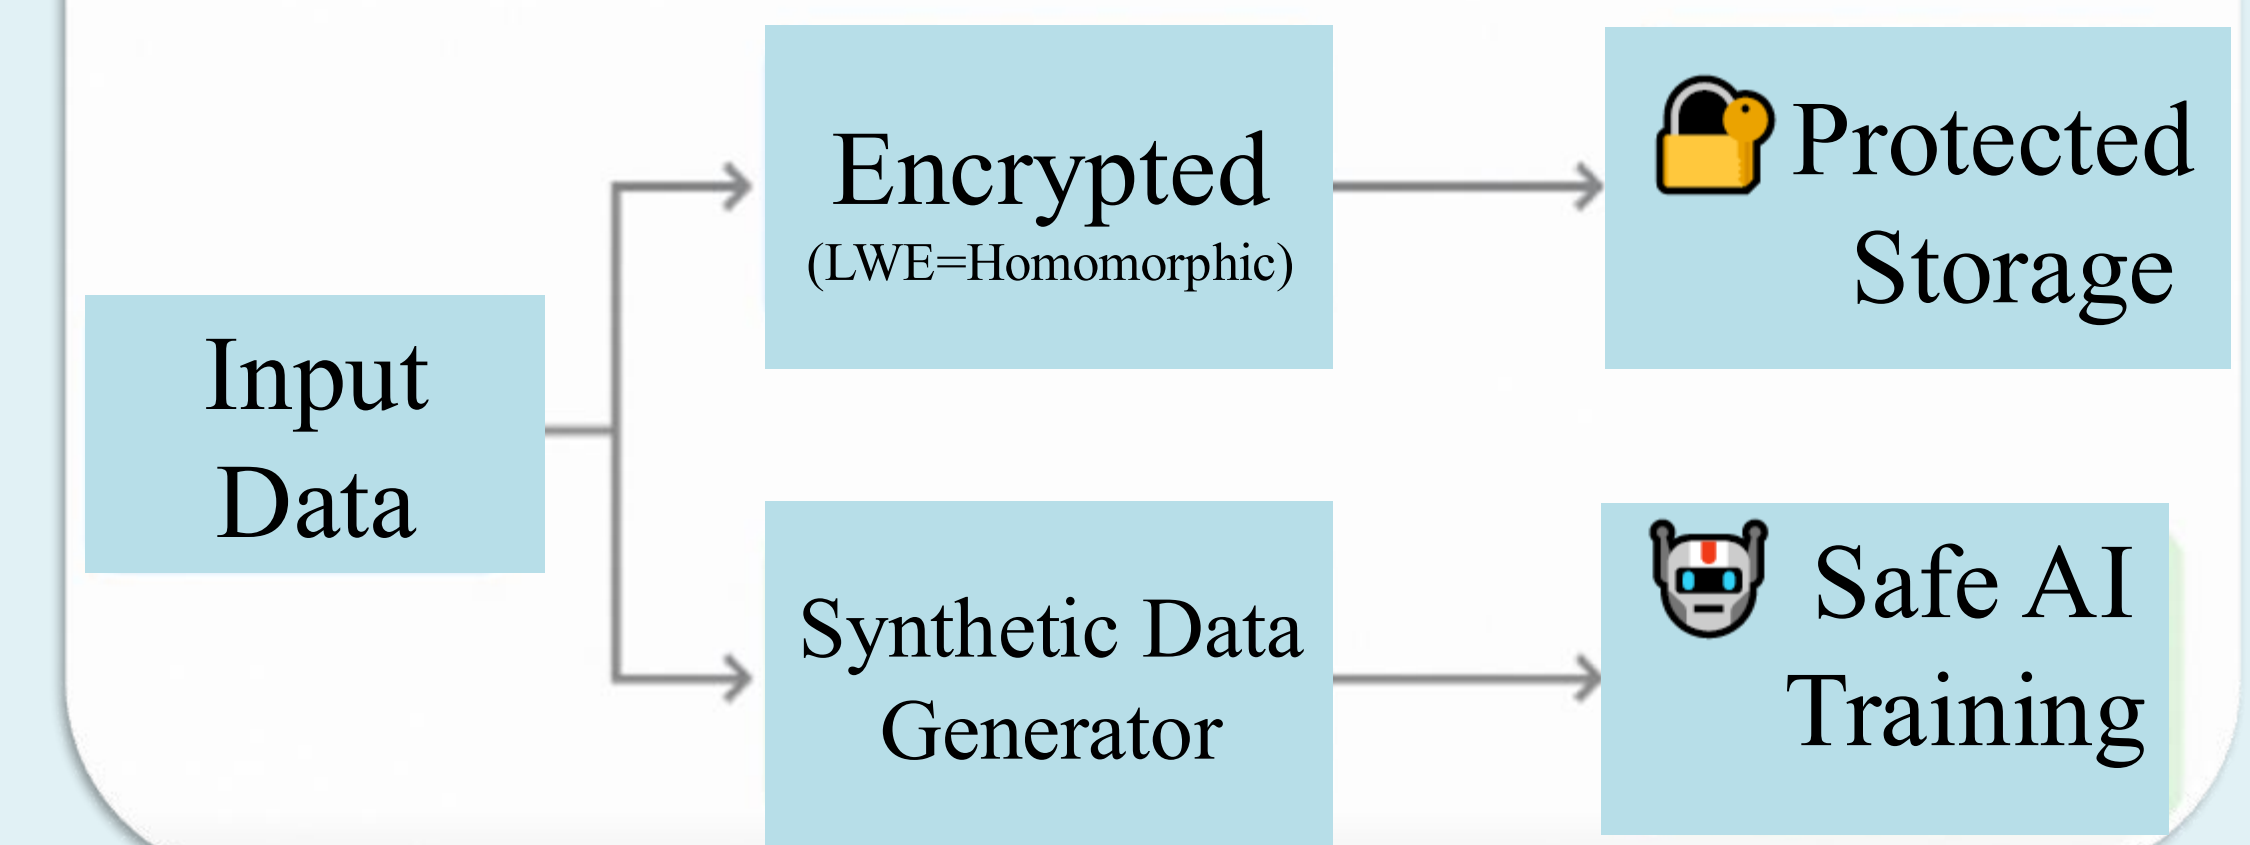 Input
Data
Encrypted
(LWE=Homomorphic)
Protected
Storage
Synthetic Data
Generator
Safe AI
Training